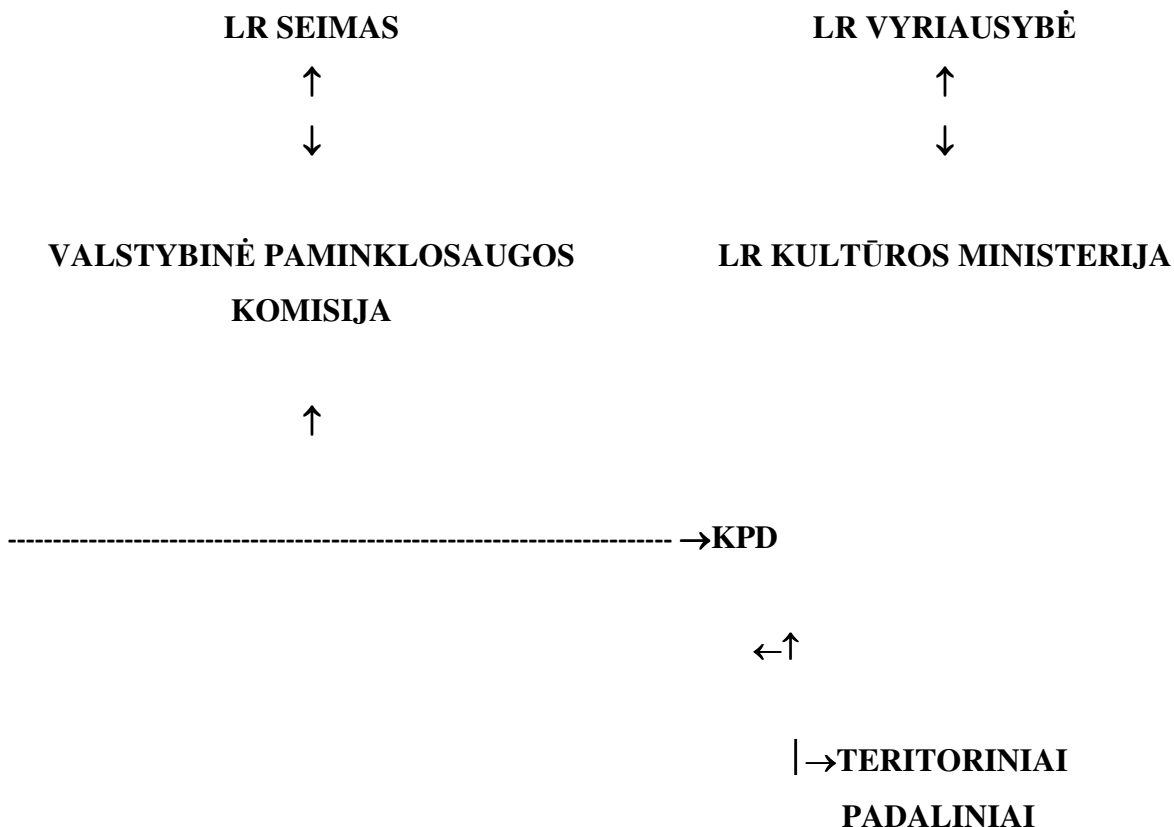 LR SEIMAS
LR VYRIAUSYBĖ
↑
↑
↓
↓
VALSTYBINĖ PAMINKLOSAUGOS
KOMISIJA
LR KULTŪROS MINISTERIJA
↑
------------------------------------------------------------------------- →KPD
←↑
|→TERITORINIAI
PADALINIAI